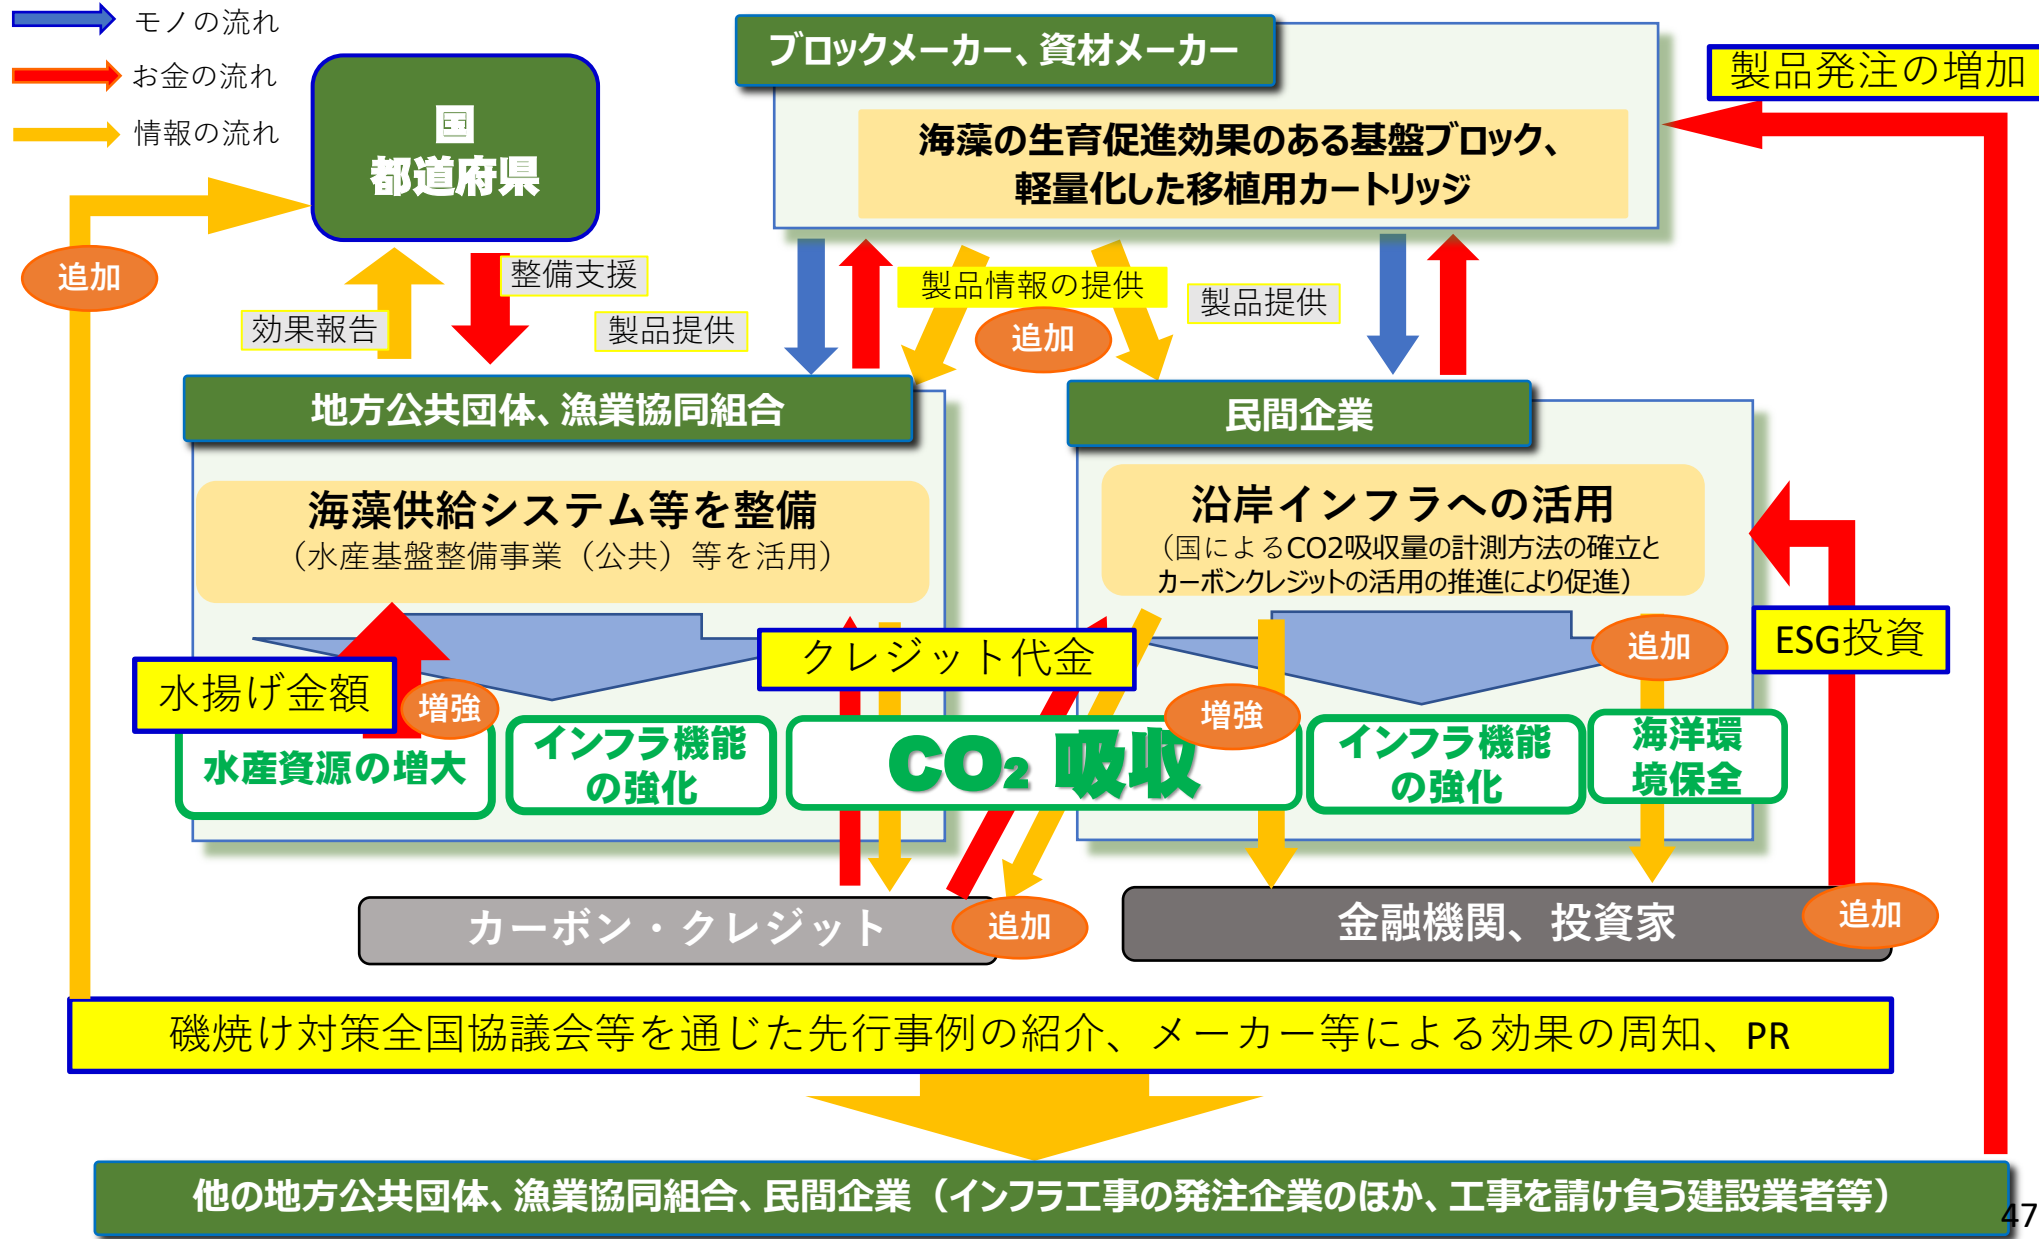 モノの流れ
お金の流れ
情報の流れ
国
都道府県
ブロックメーカー、資材メーカー
海藻の生育促進効果のある基盤ブロック、
軽量化した移植用カートリッジ
製品発注の増加
追加
効果報告
整備支援
製品提供
製品情報の提供
追加
製品提供
地方公共団体、漁業協同組合
海藻供給システム等を整備
（水産基盤整備事業（公共）等を活用）
民間企業
沿岸インフラへの活用
（国によるCO2吸収量の計測方法の確立と
カーボンクレジットの活用の推進により促進）
水揚げ金額
増強
クレジット代金
増強
追加
ESG投資
水産資源の増大
インフラ機能
の強化
CO₂ 吸収
インフラ機能
の強化
海洋環
境保全
カーボン・クレジット
追加
金融機関、投資家
追加
磯焼け対策全国協議会等を通じた先行事例の紹介、メーカー等による効果の周知、PR
他の地方公共団体、漁業協同組合、民間企業（インフラ工事の発注企業のほか、工事を請け負う建設業者等）
47